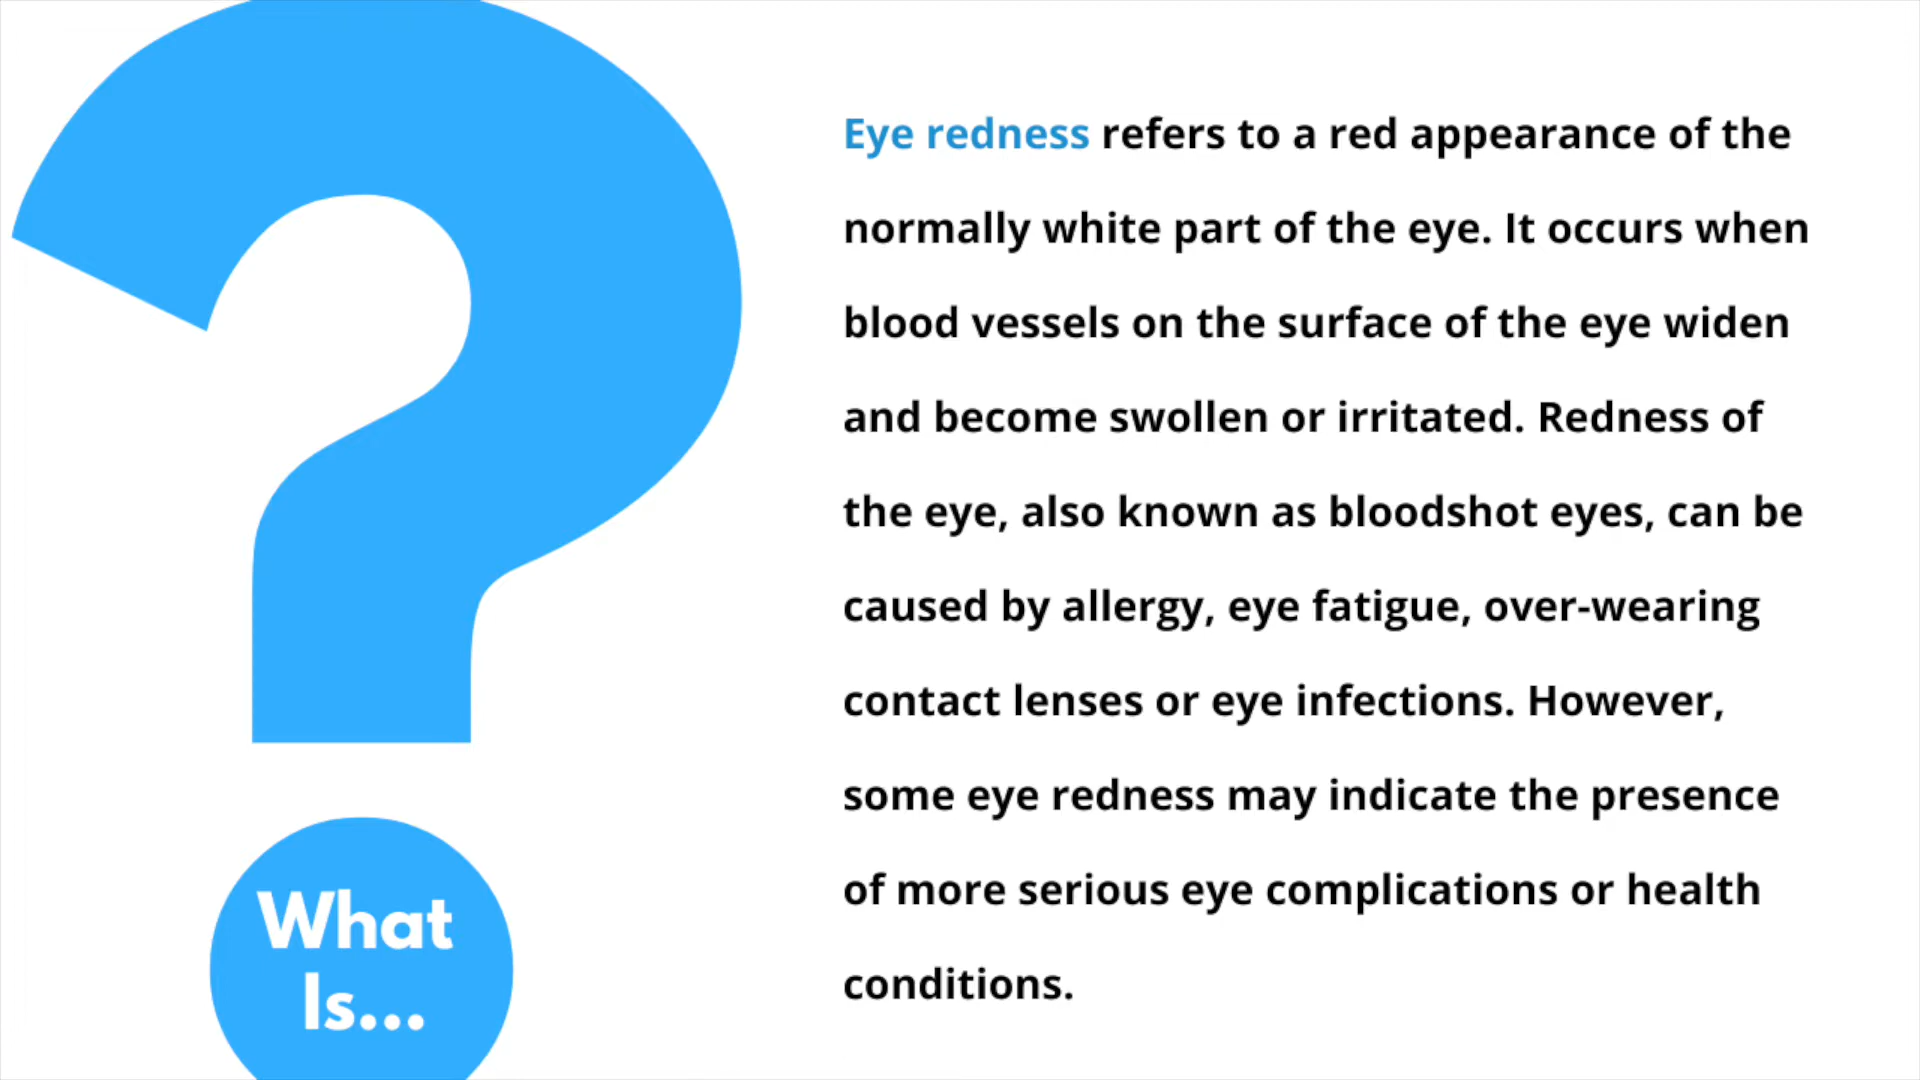 Eye redness refers to a red appearance of the
normally white part of the eye. It occurs when
blood vessels on the surface of the eye widen
and become swollen or irritated. Redness of
the eye, also known as bloodshot eyes, can be
caused by allergy, eye fatigue, over-wearing
contact lenses or eye infections. However,
some eye redness may indicate the presence
of more serious eye complications or health
conditions.
What
Is...